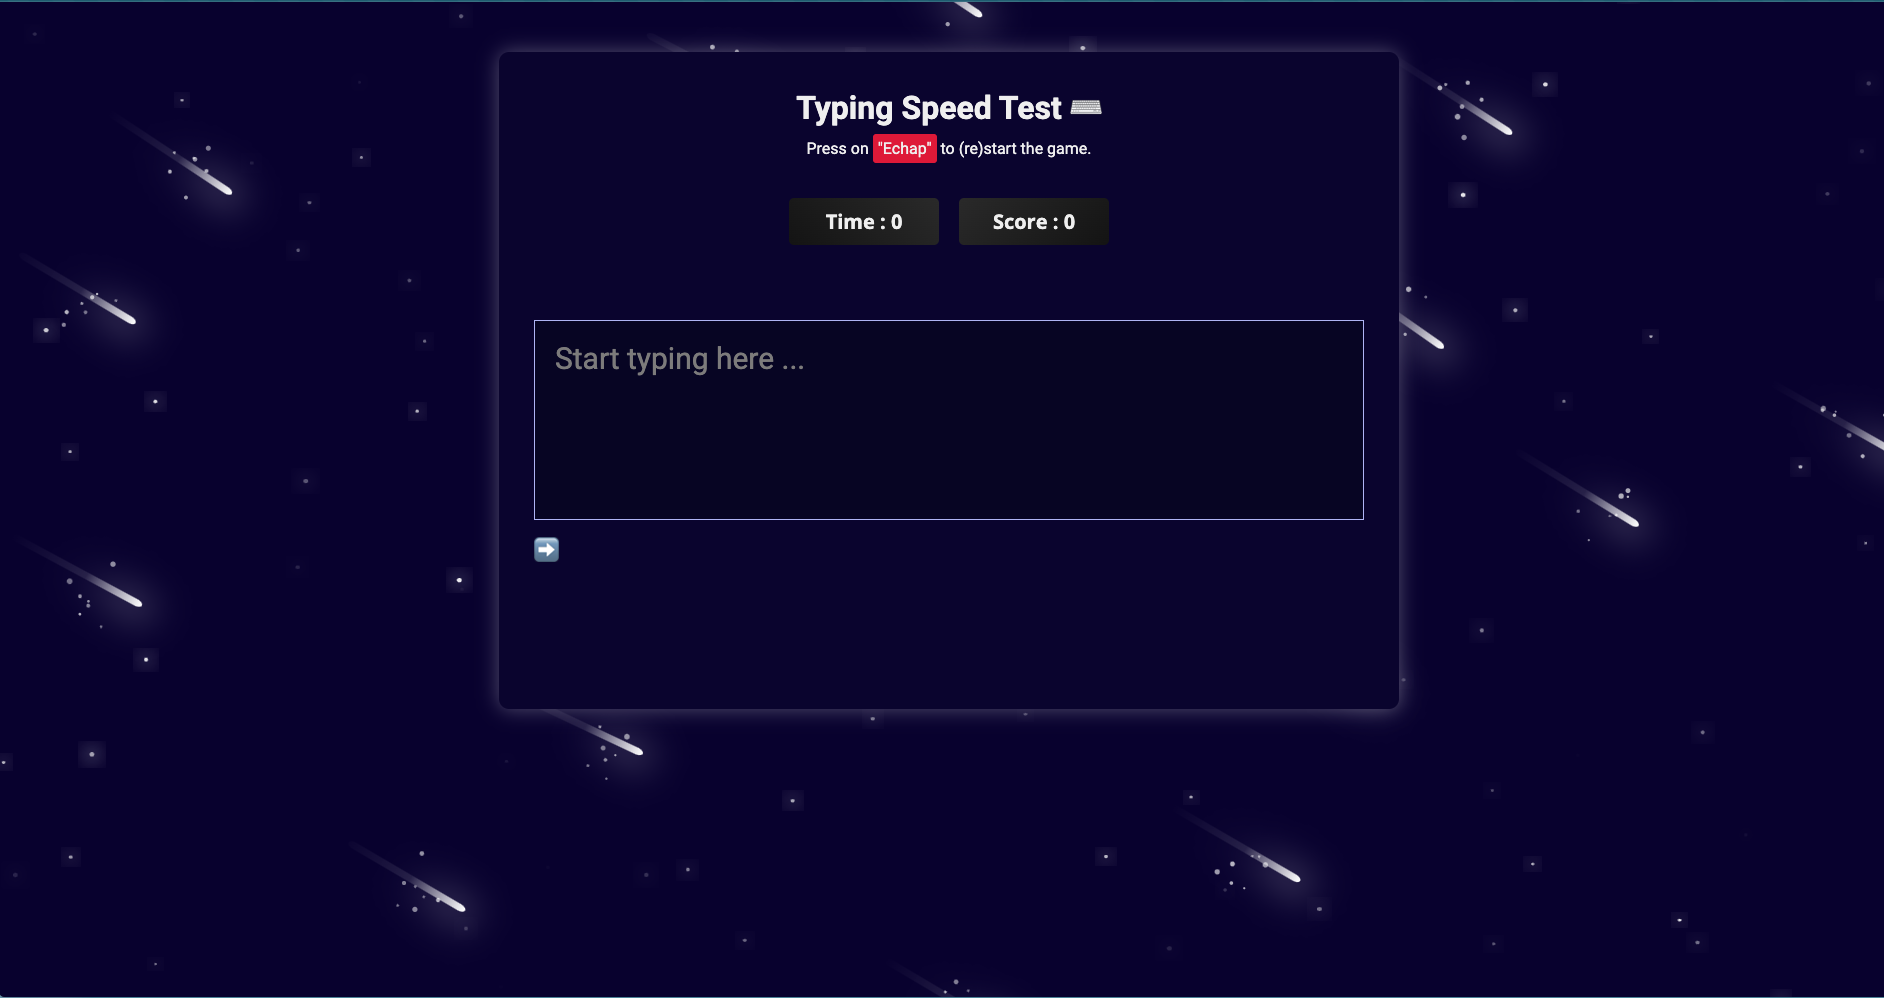 Typing Speed Test ⌨️
Press on "Echap" to (re)start the game.
Time : 0
Score : 0
Start typing here ...
➡️